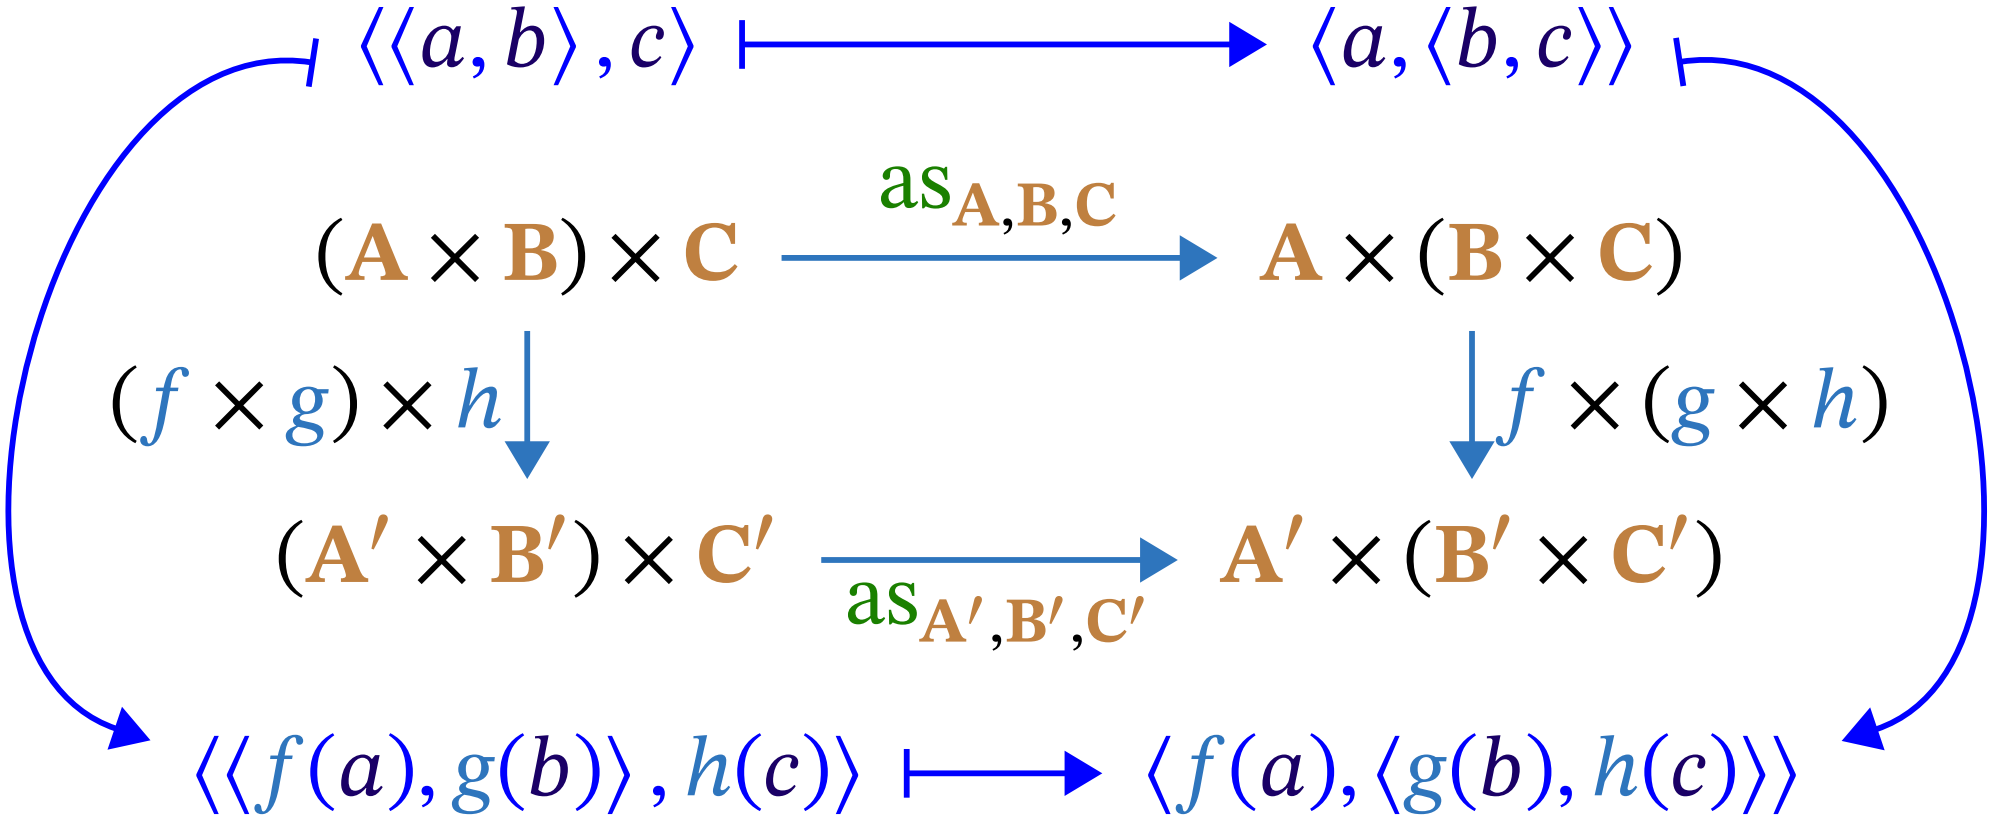 ⟨⟨a, b⟩, c⟩ ⟼ ⟨a, ⟨b, c⟩⟩
as_{A,B,C}
(A × B) × C → A × (B × C)
(f × g) × h ↓ ↓ f × (g × h)
(A′ × B′) × C′ → A′ × (B′ × C′)
as_{A′,B′,C′}
⟨⟨f(a), g(b)⟩, h(c)⟩ ⟼ ⟨f(a), ⟨g(b), h(c)⟩⟩